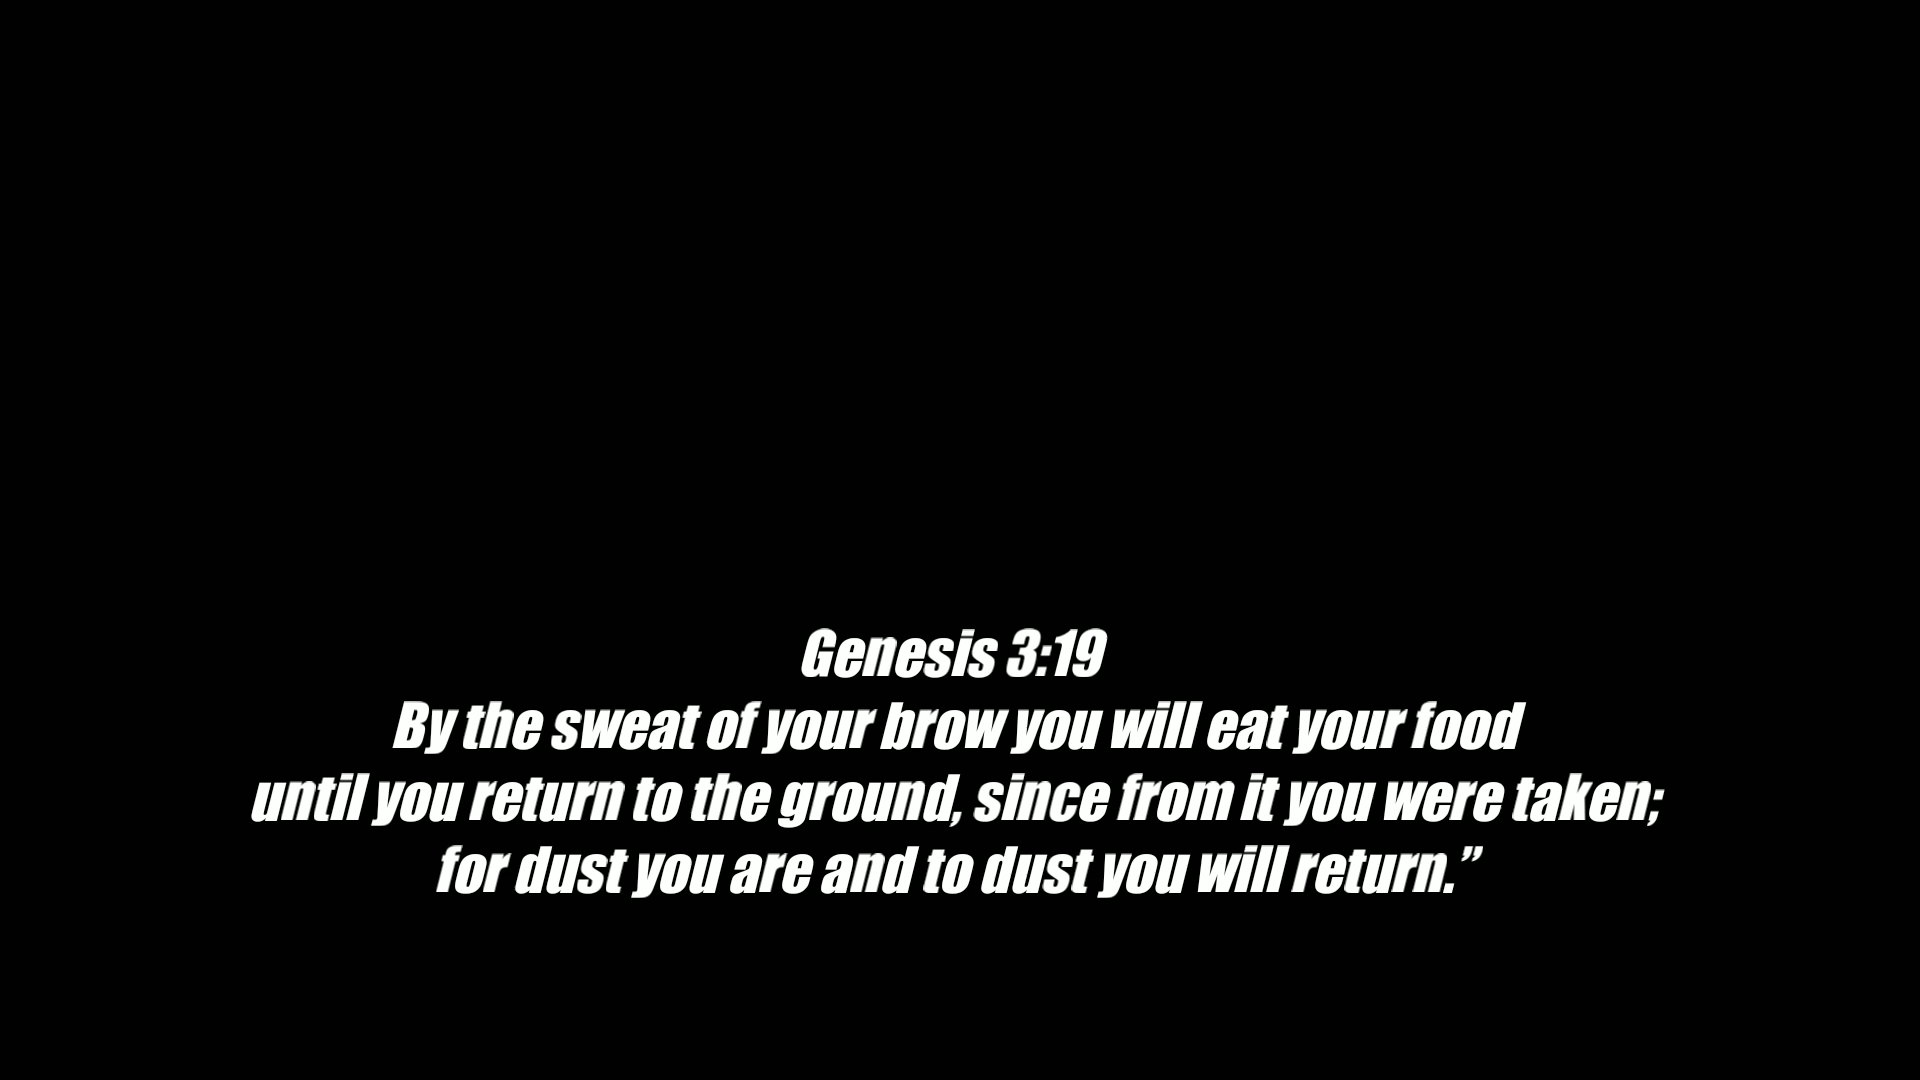 Genesis 3:19
By the sweat of your brow you will eat your food
until you return to the ground, since from it you were taken;
for dust you are and to dust you will return.”